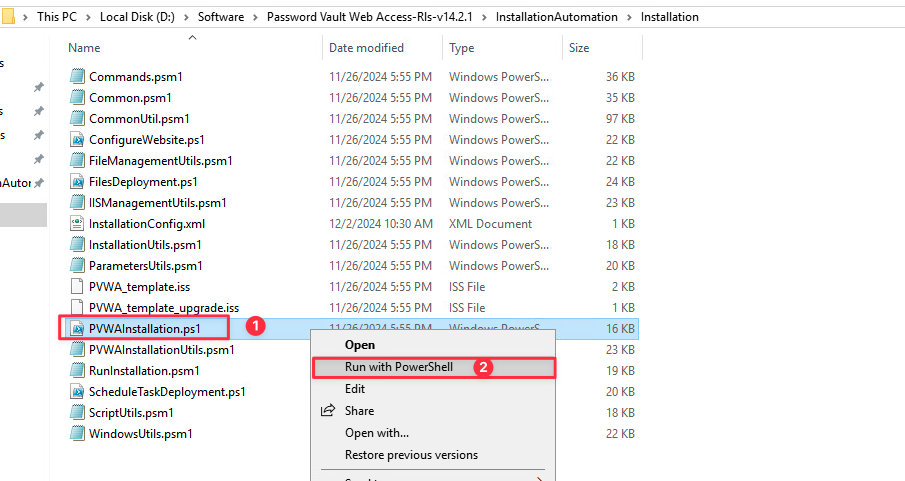 This PC > Local Disk (D:) > Software > Password Vault Web Access-Rls-v14.2.1 > InstallationAutomation > Installation
Name Date modified Type Size
Commands.psm1 11/26/2024 5:55 PM Windows PowerS... 36 KB
Common.psm1 11/26/2024 5:55 PM Windows PowerS... 35 KB
CommonUtil.psm1 11/26/2024 5:55 PM Windows PowerS... 97 KB
ConfigureWebsite.ps1 11/26/2024 5:55 PM Windows PowerS... 22 KB
FileManagementUtils.psm1 11/26/2024 5:55 PM Windows PowerS... 22 KB
FilesDeployment.ps1 11/26/2024 5:55 PM Windows PowerS... 24 KB
IISManagementUtils.psm1 11/26/2024 5:55 PM Windows PowerS... 23 KB
InstallationConfig.xml 12/2/2024 10:30 AM XML Document 1 KB
InstallationUtils.psm1 11/26/2024 5:55 PM Windows PowerS... 18 KB
ParametersUtils.psm1 11/26/2024 5:55 PM Windows PowerS... 20 KB
PVWA_template.iss 11/26/2024 5:55 PM ISS File 2 KB
PVWA_template_upgrade.iss 11/26/2024 5:55 PM ISS File 1 KB
PVWAInstallation.ps1 1 11/26/2024 5:55 PM Windows PowerS... 16 KB
PVWAInstallationUtils.psm1 23 KB
RunInstallation.psm1 19 KB
ScheduleTaskDeployment.ps1 20 KB
ScriptUtils.psm1 18 KB
WindowsUtils.psm1 22 KB
Open
Run with PowerShell 2
Edit
Share
Open with...
Restore previous versions